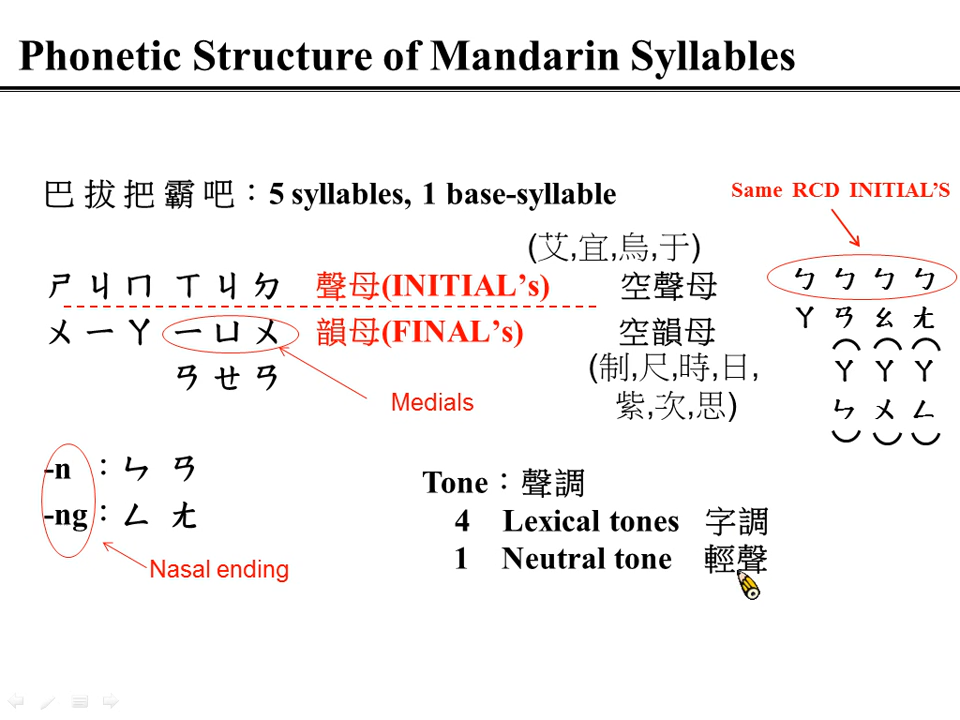 Phonetic Structure of Mandarin Syllables
巴 拔 把 霸 吧：5 syllables, 1 base-syllable
Same RCD INITIAL’S
(艾,宜,烏,于)
ㄕ ㄐ ㄇ ㄒ ㄐ ㄉ 聲母(INITIAL’s) 空聲母
ㄨ ㄧ ㄚ ㄧ ㄩ ㄨ 韻母(FINAL’s) 空韻母
ㄢ ㄝ ㄢ
(制,尺,時,日,
紫,次,思)
Medials
ㄅ ㄅ ㄅ ㄅ
ㄚ ㄢ ㄠ ㄤ
ㄚ ㄚ ㄚ
ㄣ ㄨ ㄥ
-n ：ㄣ ㄢ
-ng：ㄥ ㄤ
Nasal ending
Tone：聲調
4 Lexical tones 字調
1 Neutral tone 輕聲